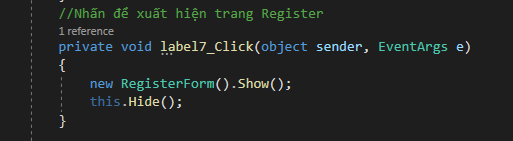 //Nhấn để xuất hiện trang Register
1 reference
private void label7_Click(object sender, EventArgs e)
{
new RegisterForm().Show();
this.Hide();
}